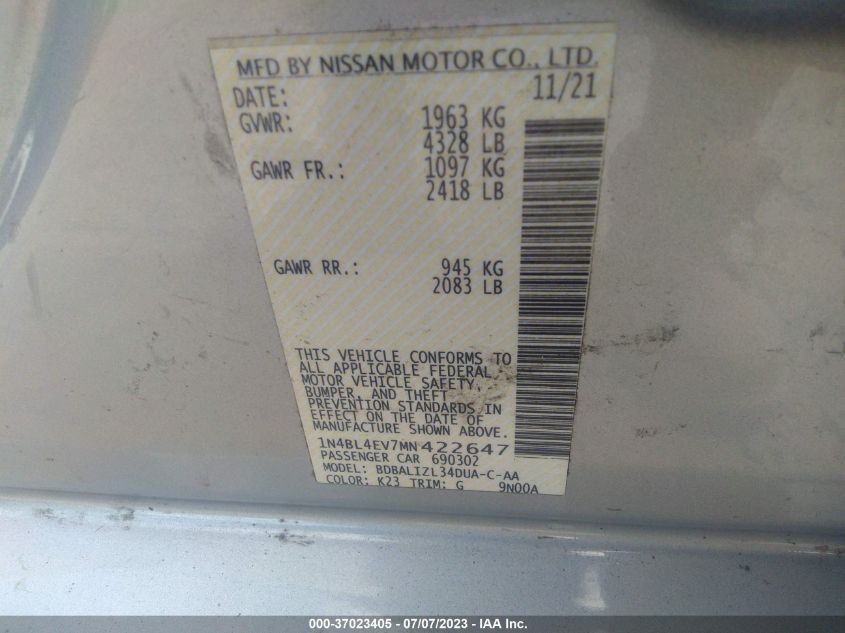 MFD BY NISSAN MOTOR CO., LTD.
DATE: 11/21
GVWR: 1963 KG
4328 LB
GAWR FR.: 1097 KG
2418 LB
GAWR RR.: 945 KG
2083 LB
THIS VEHICLE CONFORMS TO
ALL APPLICABLE FEDERAL
MOTOR VEHICLE SAFETY,
BUMPER, AND THEFT
PREVENTION STANDARDS IN
EFFECT ON THE DATE OF
MANUFACTURE SHOWN ABOVE.
1N4BL4EV7MN422647
PASSENGER CAR 690302
MODEL: BDBALIZL34DUA-C-AA
COLOR: K23 TRIM: G 9N00A
000-37023405 - 07/07/2023 - IAA Inc.